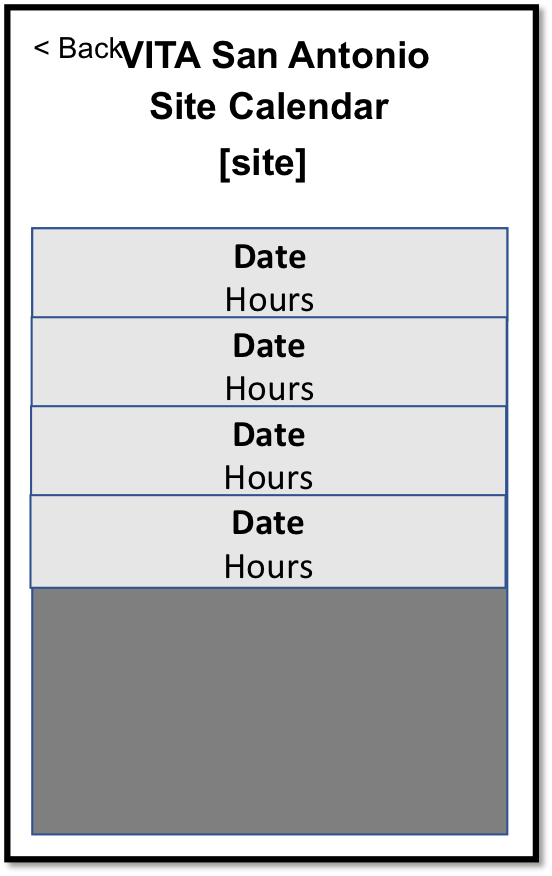 < Back
VITA San Antonio
Site Calendar
[site]
Date
Hours
Date
Hours
Date
Hours
Date
Hours